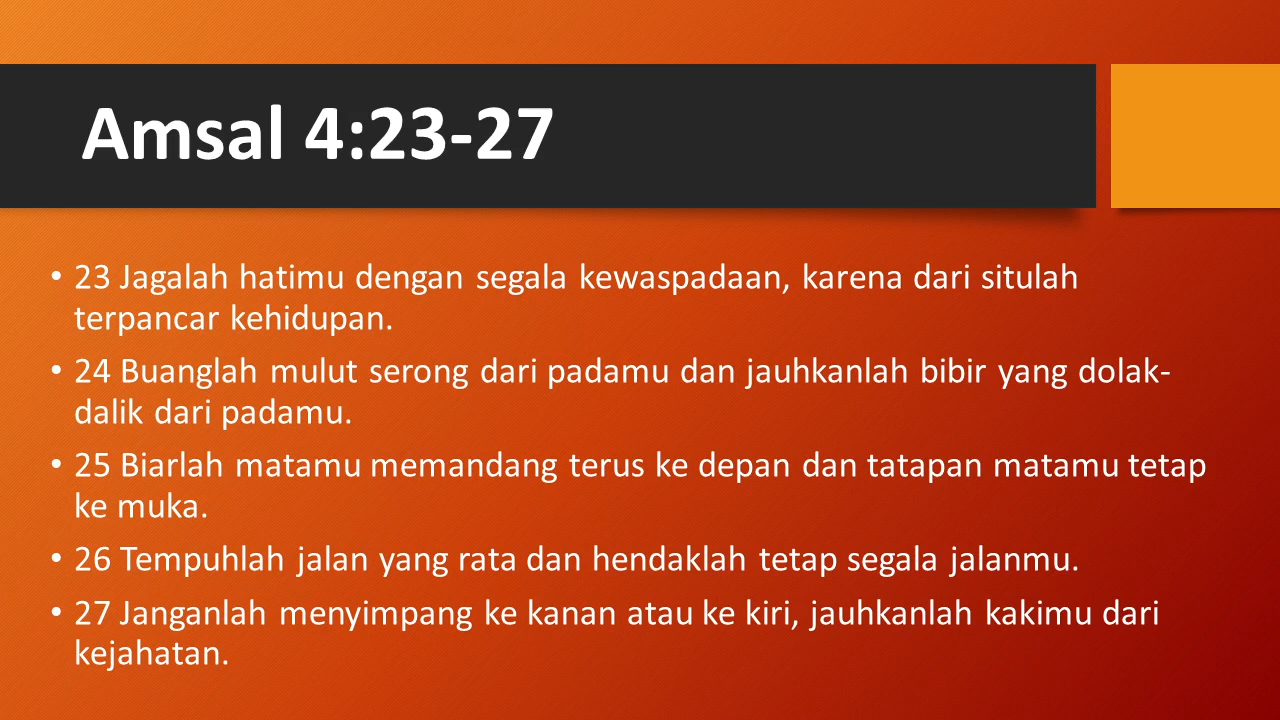 Amsal 4:23-27
• 23 Jagalah hatimu dengan segala kewaspadaan, karena dari situlah
terpancar kehidupan.
• 24 Buanglah mulut serong dari padamu dan jauhkanlah bibir yang dolak-
dalik dari padamu.
• 25 Biarlah matamu memandang terus ke depan dan tatapan matamu tetap
ke muka.
• 26 Tempuhlah jalan yang rata dan hendaklah tetap segala jalanmu.
• 27 Janganlah menyimpang ke kanan atau ke kiri, jauhkanlah kakimu dari
kejahatan.